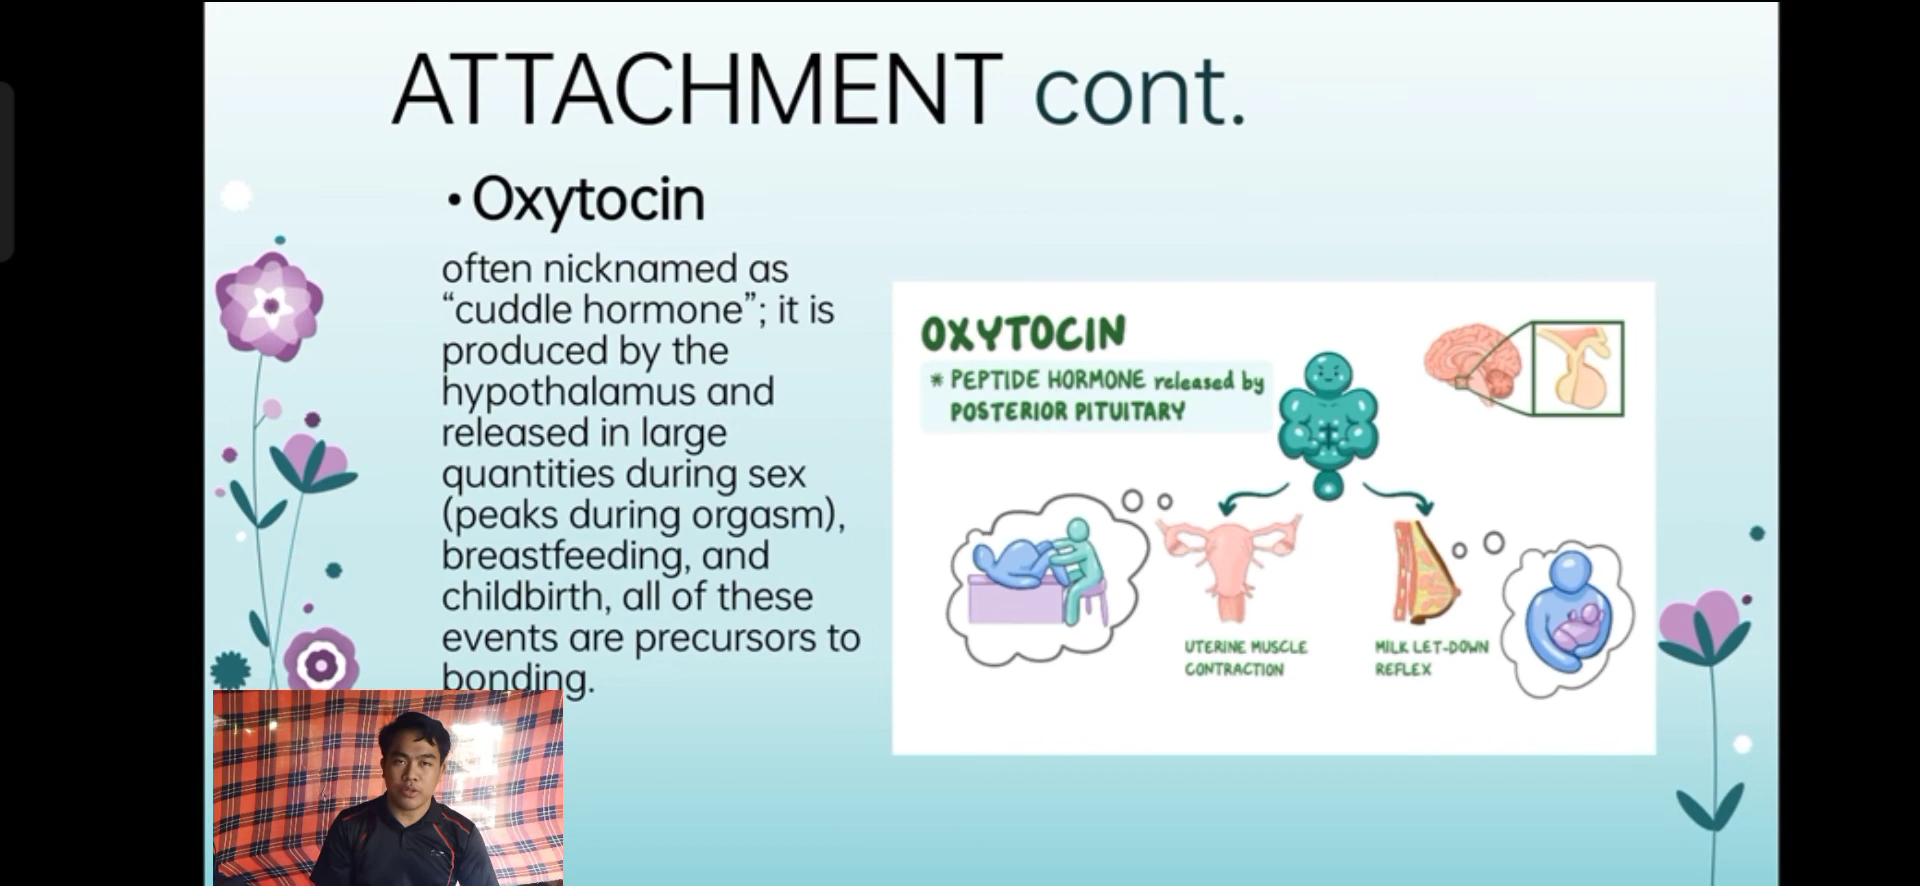 ATTACHMENT cont.
• Oxytocin
often nicknamed as
“cuddle hormone”; it is
produced by the
hypothalamus and
released in large
quantities during sex
(peaks during orgasm),
breastfeeding, and
childbirth, all of these
events are precursors to
bonding.
OXYTOCIN
* PEPTIDE HORMONE released by
POSTERIOR PITUITARY
UTERINE MUSCLE
CONTRACTION
MILK LET-DOWN
REFLEX